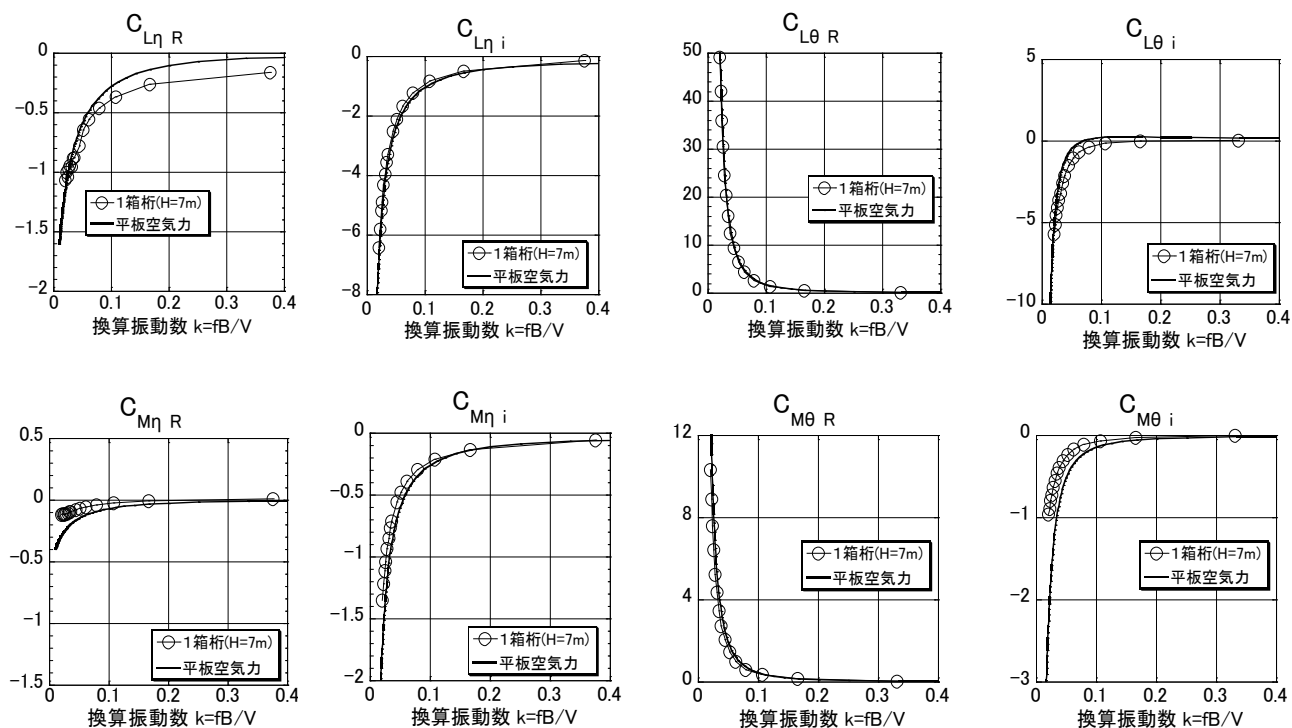 C_Lη R
0
−0.5
−1
−1.5
−2
0 0.1 0.2 0.3 0.4
換算振動数 k=fB/V
1箱桁(H=7m)
平板空気力
C_Lη i
0
−2
−4
−6
−8
0 0.1 0.2 0.3 0.4
換算振動数 k=fB/V
1箱桁(H=7m)
平板空気力
C_Lθ R
50
40
30
20
10
0
0 0.1 0.2 0.3 0.4
換算振動数 k=fB/V
1箱桁(H=7m)
平板空気力
C_Lθ i
5
0
−5
−10
0 0.1 0.2 0.3 0.4
換算振動数 k=fB/V
1箱桁(H=7m)
平板空気力
C_Mη R
0.5
0
−0.5
−1
−1.5
0 0.1 0.2 0.3 0.4
換算振動数 k=fB/V
1箱桁(H=7m)
平板空気力
C_Mη i
0
−0.5
−1
−1.5
−2
0 0.1 0.2 0.3 0.4
換算振動数 k=fB/V
1箱桁(H=7m)
平板空気力
C_Mθ R
12
8
4
0
0 0.1 0.2 0.3 0.4
換算振動数 k=fB/V
1箱桁(H=7m)
平板空気力
C_Mθ i
0
−1
−2
−3
0 0.1 0.2 0.3 0.4
換算振動数 k=fB/V
1箱桁(H=7m)
平板空気力